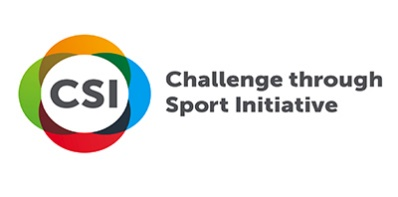 CSI
Challenge through
Sport Initiative